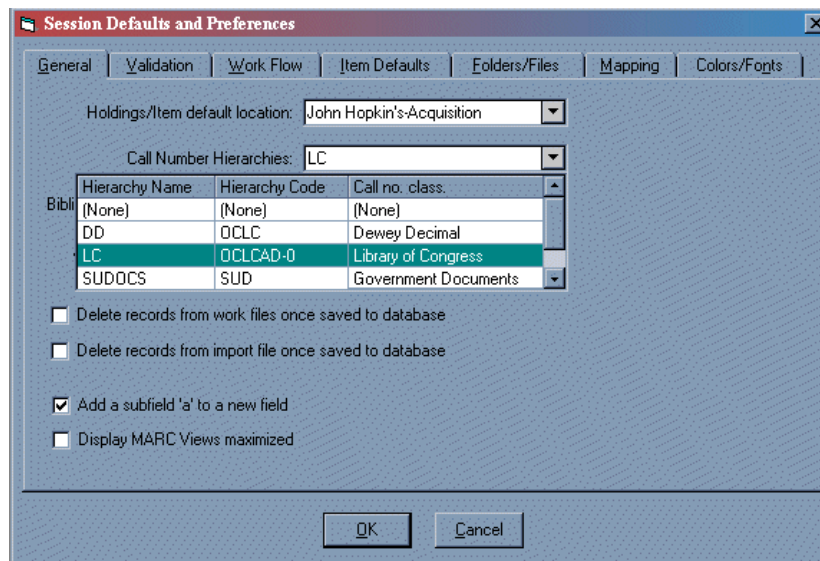 Session Defaults and Preferences
General Validation Work Flow Item Defaults Folders/Files Mapping Colors/Fonts
Holdings/Item default location: John Hopkin's-Acquisition
Call Number Hierarchies: LC
Hierarchy Name Hierarchy Code Call no. class.
Bibli
(None) (None) (None)
DD OCLC Dewey Decimal
LC OCLCAD-0 Library of Congress
SUDOCS SUD Government Documents
Delete records from work files once saved to database
Delete records from import file once saved to database
Add a subfield 'a' to a new field
Display MARC Views maximized
OK Cancel